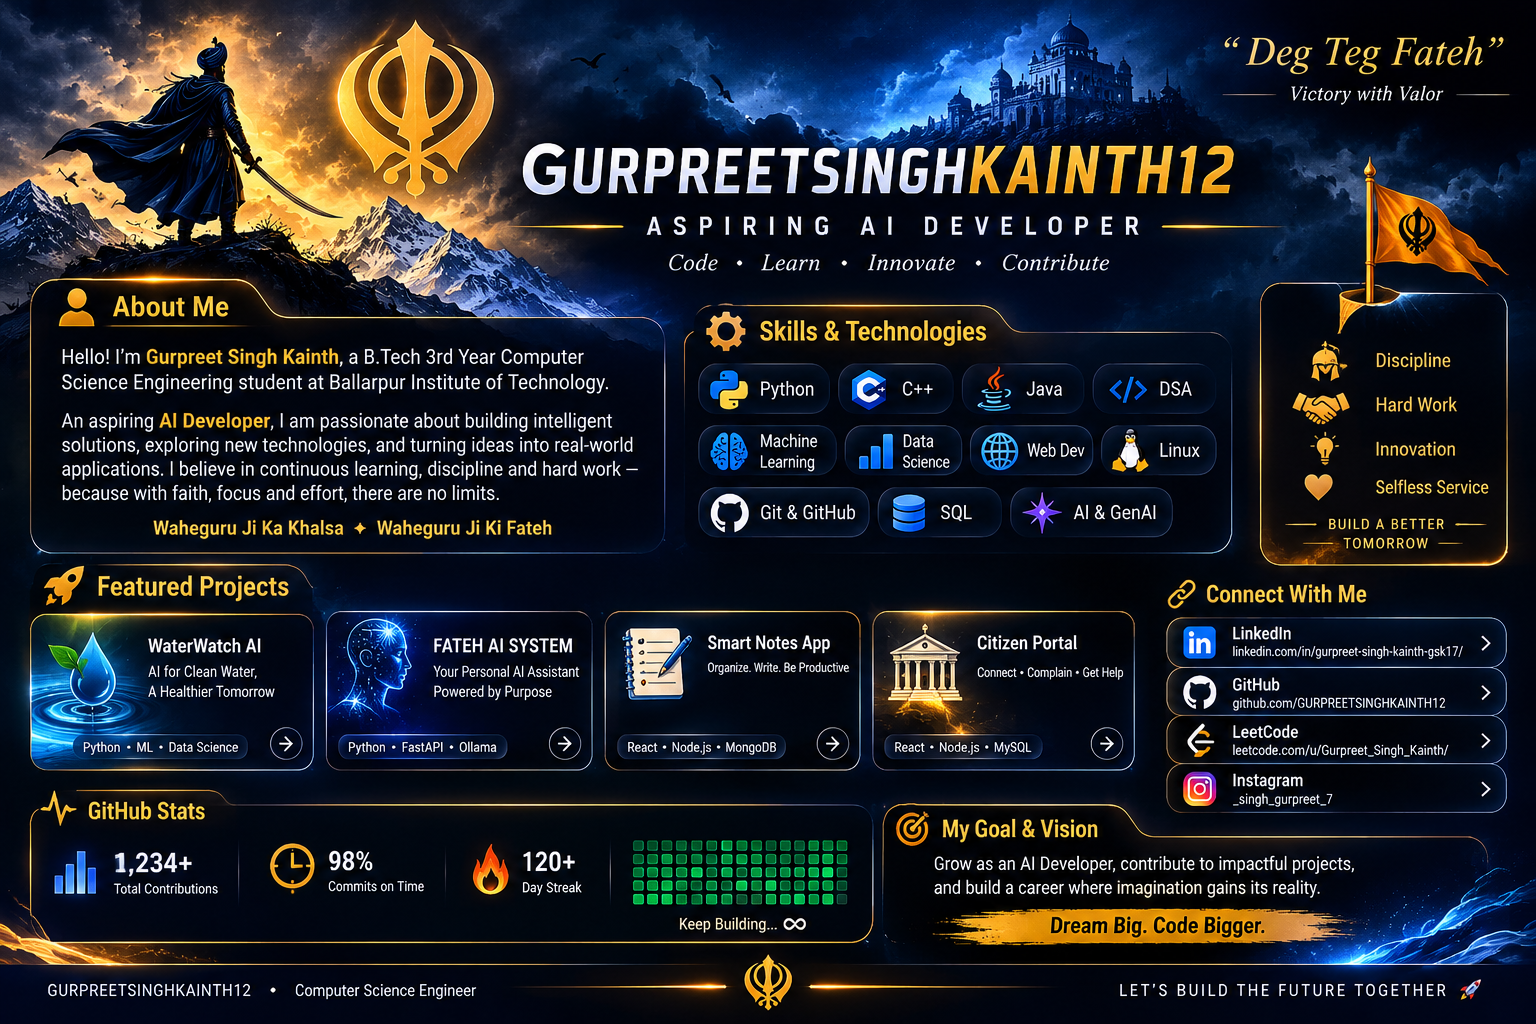 “ Deg Teg Fateh”
Victory with Valor
GURPREETSINGHKAINTH12
ASPIRING AI DEVELOPER
Code • Learn • Innovate • Contribute
About Me
Hello! I’m Gurpreet Singh Kainth, a B.Tech 3rd Year Computer
Science Engineering student at Ballarpur Institute of Technology.
An aspiring AI Developer, I am passionate about building intelligent
solutions, exploring new technologies, and turning ideas into real-world
applications. I believe in continuous learning, discipline and hard work –
because with faith, focus and effort, there are no limits.
Waheguru Ji Ka Khalsa ✦ Waheguru Ji Ki Fateh
Skills & Technologies
Python
C++
Java
DSA
Machine
Learning
Data
Science
Web Dev
Linux
Git & GitHub
SQL
AI & GenAI
Discipline
Hard Work
Innovation
Selfless Service
BUILD A BETTER
TOMORROW
Featured Projects
WaterWatch AI
AI for Clean Water,
A Healthier Tomorrow
Python • ML • Data Science
FATEH AI SYSTEM
Your Personal AI Assistant
Powered by Purpose
Python • FastAPI • Ollama
Smart Notes App
Organize. Write. Be Productive
React • Node.js • MongoDB
Citizen Portal
Connect • Complain • Get Help
React • Node.js • MySQL
Connect With Me
LinkedIn
linkedin.com/in/gurpreet-singh-kainth-gsk17/
GitHub
github.com/GURPREETSINGHKAINTH12
LeetCode
leetcode.com/u/Gurpreet_Singh_Kainth/
Instagram
_singh_gurpreet_7
GitHub Stats
1,234+
Total Contributions
98%
Commits on Time
120+
Day Streak
Keep Building... ∞
My Goal & Vision
Grow as an AI Developer, contribute to impactful projects,
and build a career where imagination gains its reality.
Dream Big. Code Bigger.
GURPREETSINGHKAINTH12 • Computer Science Engineer
LET’S BUILD THE FUTURE TOGETHER 🚀